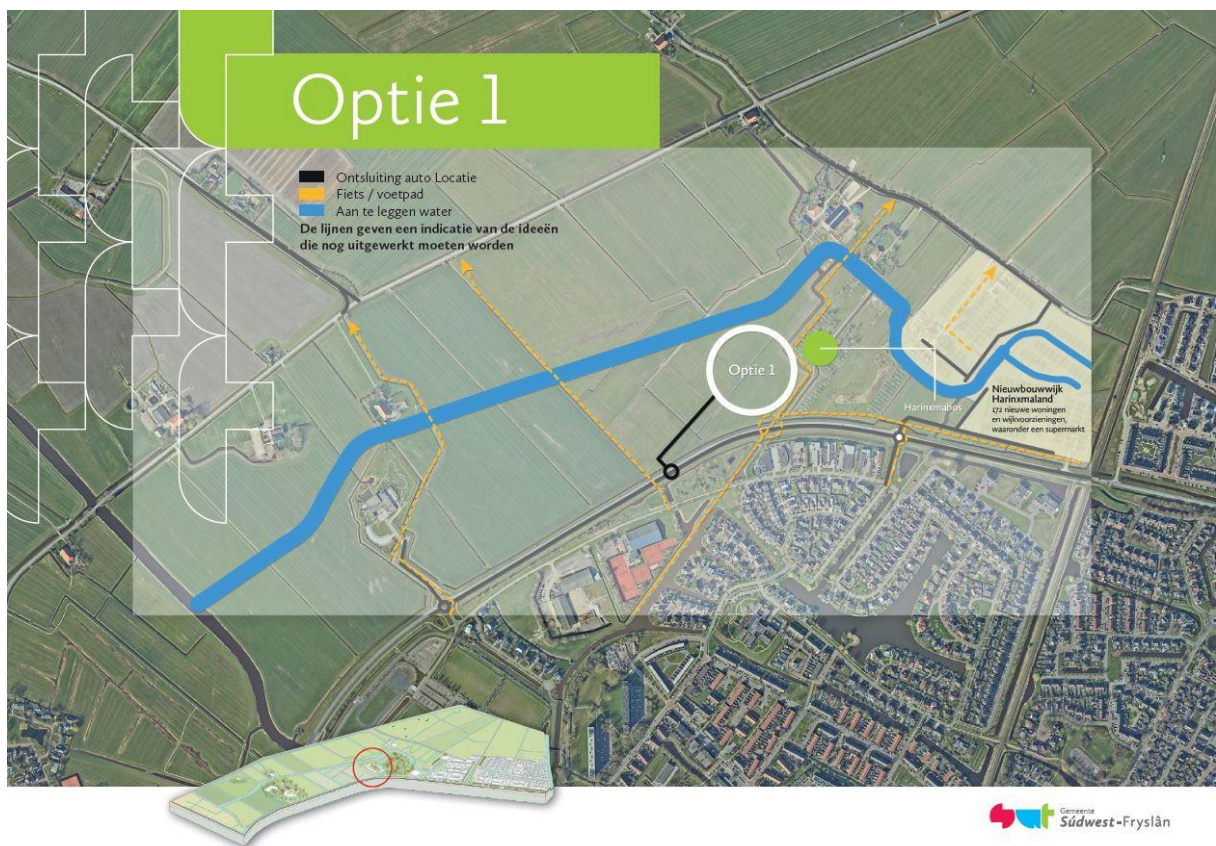 Optie 1
Ontsluiting auto Locatie
Fiets / voetpad
Aan te leggen water
De lijnen geven een indicatie van de ideeën
die nog uitgewerkt moeten worden
Optie 1
Harinxmabos
Nieuwbouwwijk
Harinxmaland
172 nieuwe woningen
en wijkvoorzieningen,
waaronder een supermarkt
Gemeente
Súdwest-Fryslân